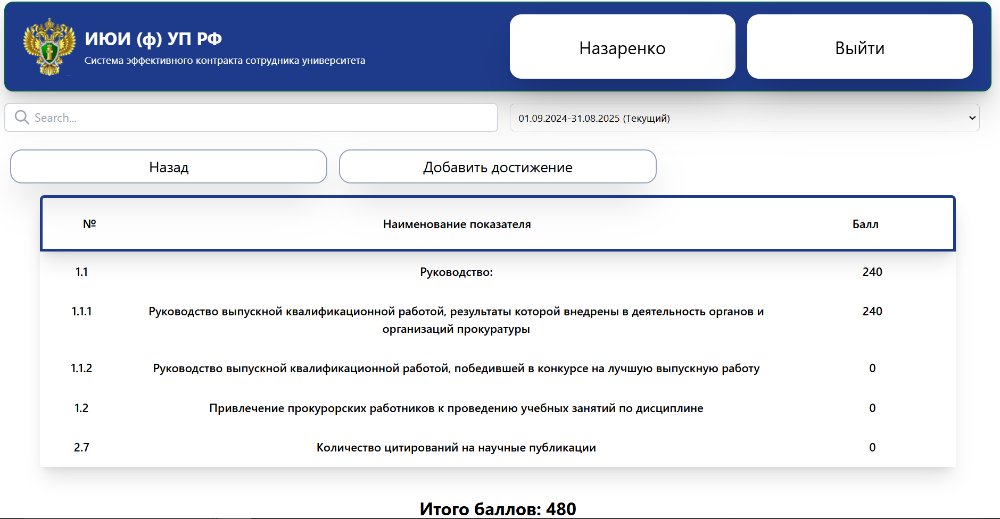 ИЮИ (ф) УП РФ
Система эффективного контракта сотрудника университета
Назаренко
Выйти
Search...
01.09.2024-31.08.2025 (Текущий)
Назад
Добавить достижение
№ Наименование показателя Балл
1.1 Руководство: 240
1.1.1 Руководство выпускной квалификационной работой, результаты которой внедрены в деятельность органов и 240
организаций прокуратуры
1.1.2 Руководство выпускной квалификационной работой, победившей в конкурсе на лучшую выпускную работу 0
1.2 Привлечение прокурорских работников к проведению учебных занятий по дисциплине 0
2.7 Количество цитирований на научные публикации 0
Итого баллов: 480